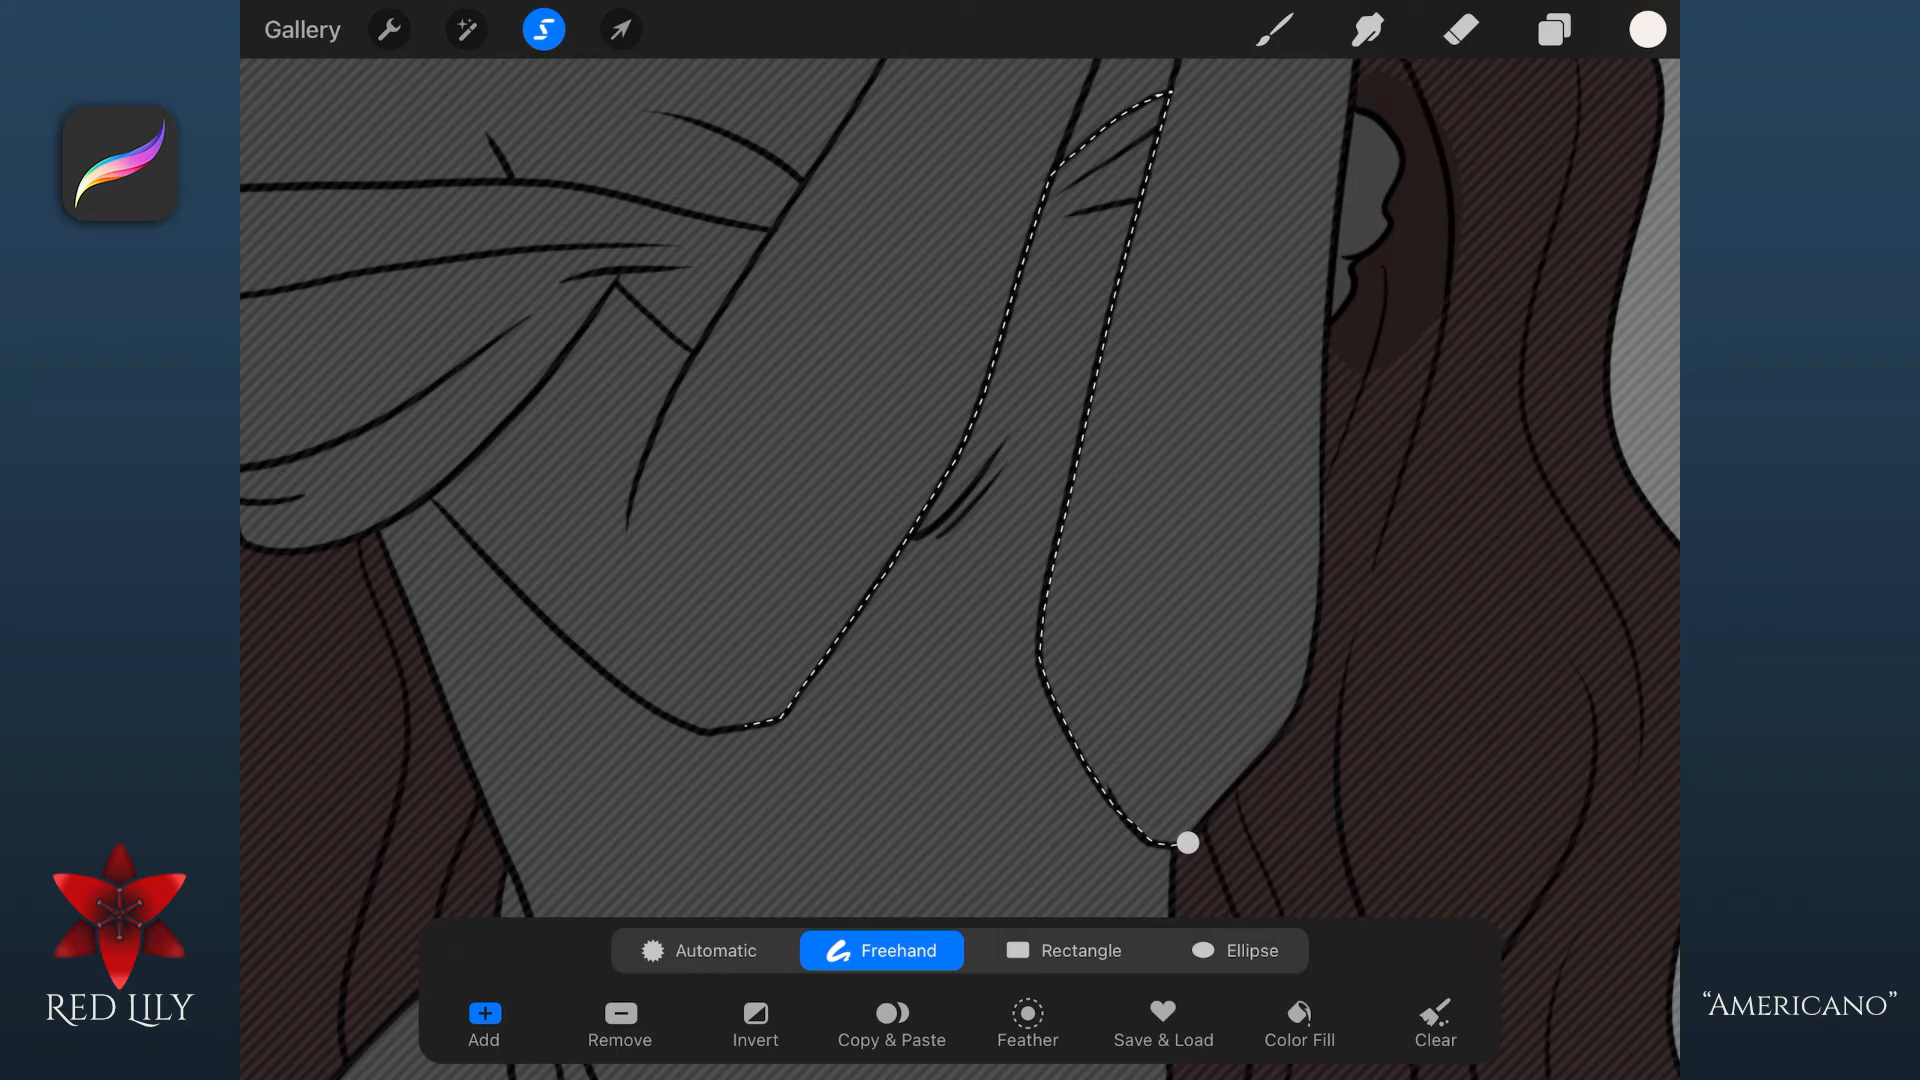 Gallery
Automatic
Freehand
Rectangle
Ellipse
Add
Remove
Invert
Copy & Paste
Feather
Save & Load
Color Fill
Clear
RED LILY
“AMERICANO”